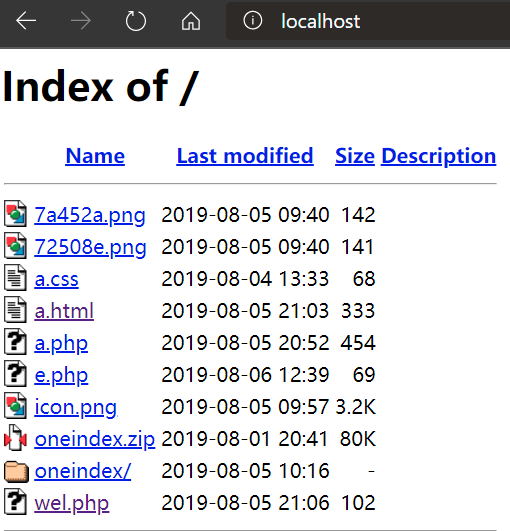 localhost
Index of /
Name Last modified Size Description
7a452a.png 2019-08-05 09:40 142
72508e.png 2019-08-05 09:40 141
a.css 2019-08-04 13:33 68
a.html 2019-08-05 21:03 333
a.php 2019-08-05 20:52 454
e.php 2019-08-06 12:39 69
icon.png 2019-08-05 09:57 3.2K
oneindex.zip 2019-08-01 20:41 80K
oneindex/ 2019-08-05 10:16 -
wel.php 2019-08-05 21:06 102